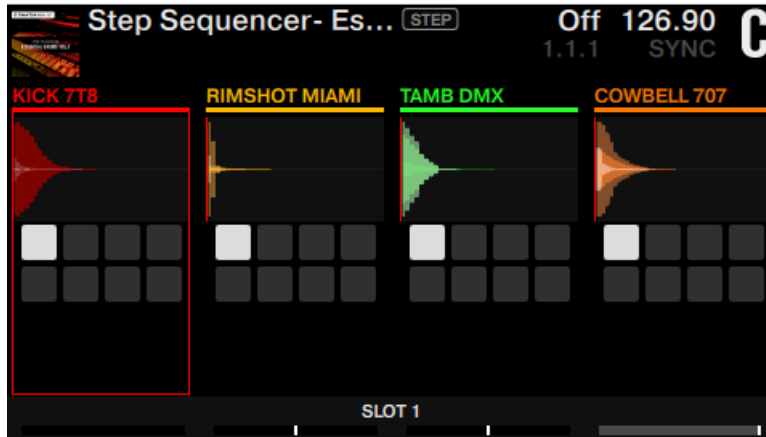 Step Sequencer- Es... STEP Off 126.90 C
1.1.1 SYNC
KICK 7T8 RIMSHOT MIAMI TAMB DMX COWBELL 707
SLOT 1